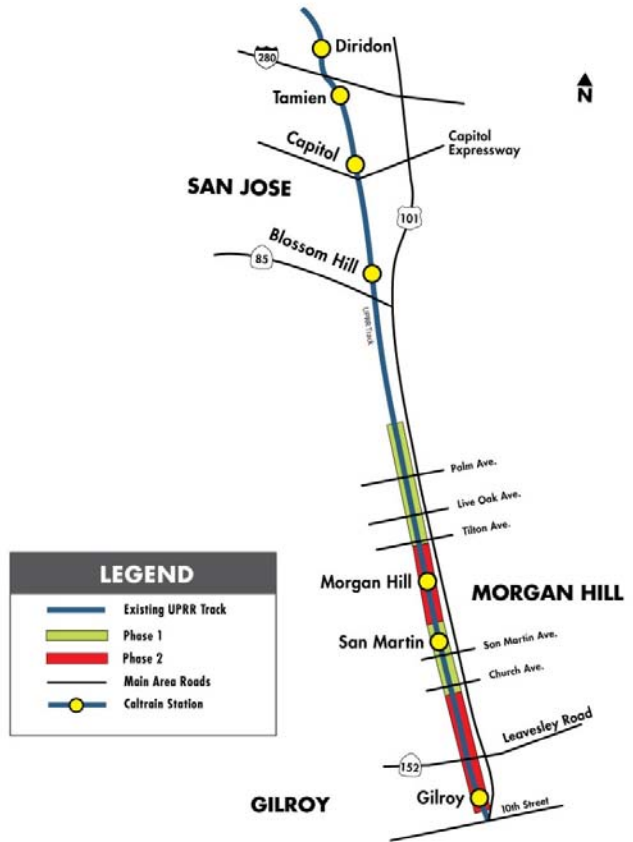 Diridon
280
Tamien
N
Capitol
Capitol
Expressway
SAN JOSE
101
Blossom Hill
85
UPRR Track
Palm Ave.
Live Oak Ave.
Tilton Ave.
LEGEND
Existing UPRR Track
Phase 1
Phase 2
Main Area Roads
Caltrain Station
Morgan Hill
MORGAN HILL
San Martin
San Martin Ave.
Church Ave.
Leavesley Road
152
Gilroy
GILROY
10th Street